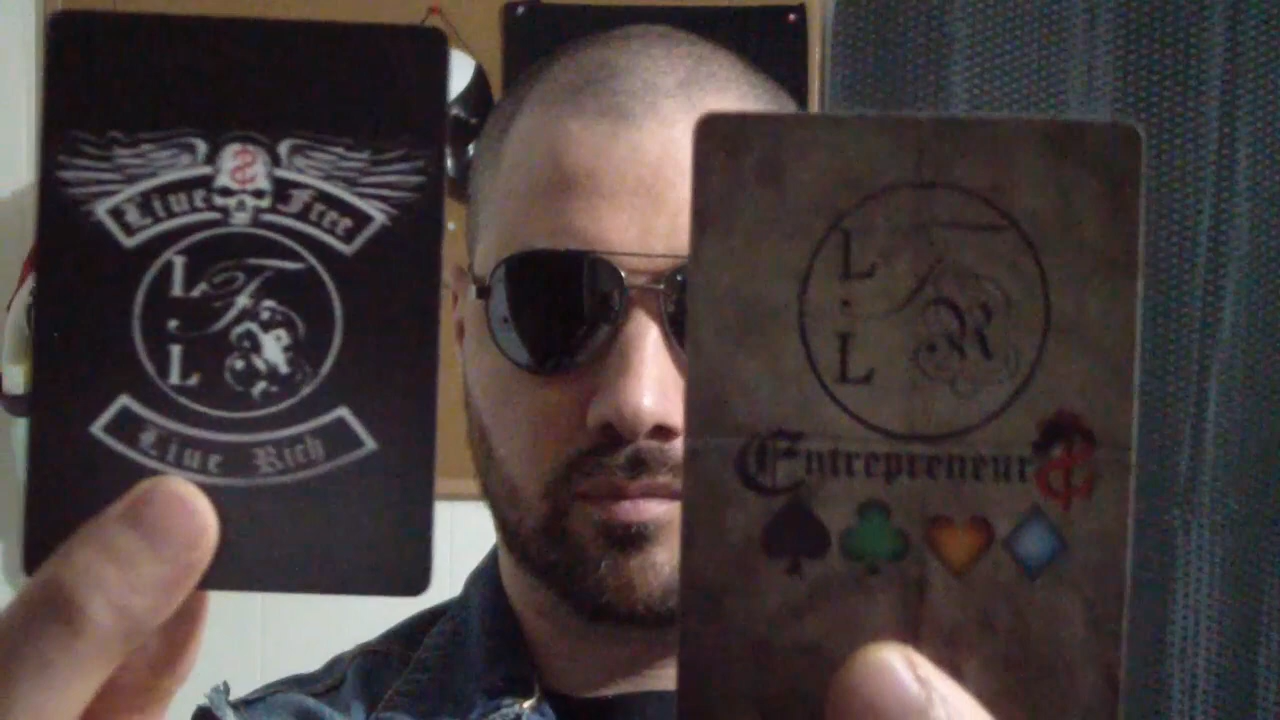 Live Free
L F
L R
Live Rich
L F
L R
Entrepreneur$